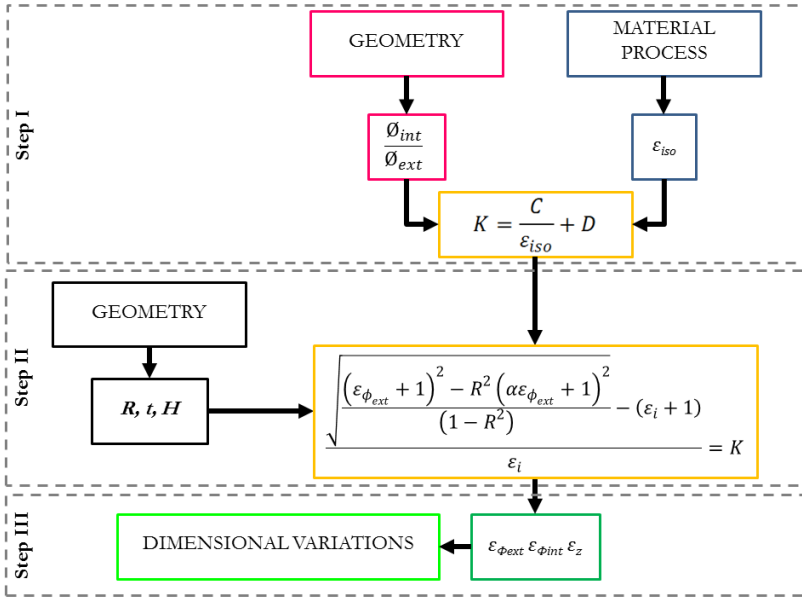 Step I
GEOMETRY
MATERIAL
PROCESS
Ø_int
Ø_ext
ε_iso
K = C/ε_iso + D
Step II
GEOMETRY
R, t, H
(√(((ε_ϕext + 1)² − R² (αε_ϕext + 1)²)/(1 − R²)) − (ε_i + 1))/ε_i = K
Step III
DIMENSIONAL VARIATIONS
ε_Φext ε_Φint ε_z